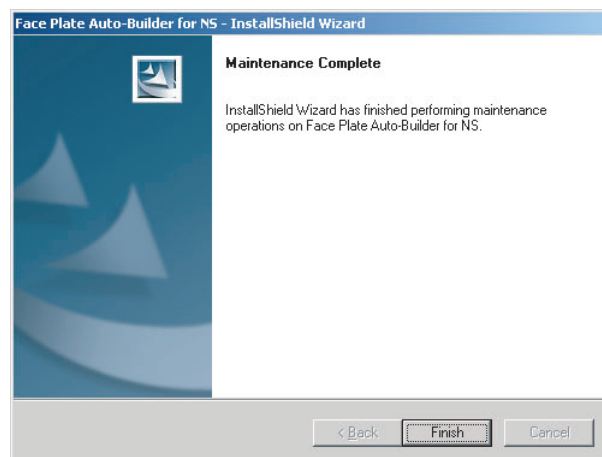 Face Plate Auto-Builder for NS - InstallShield Wizard
Maintenance Complete
InstallShield Wizard has finished performing maintenance
operations on Face Plate Auto-Builder for NS.
< Back
Finish
Cancel